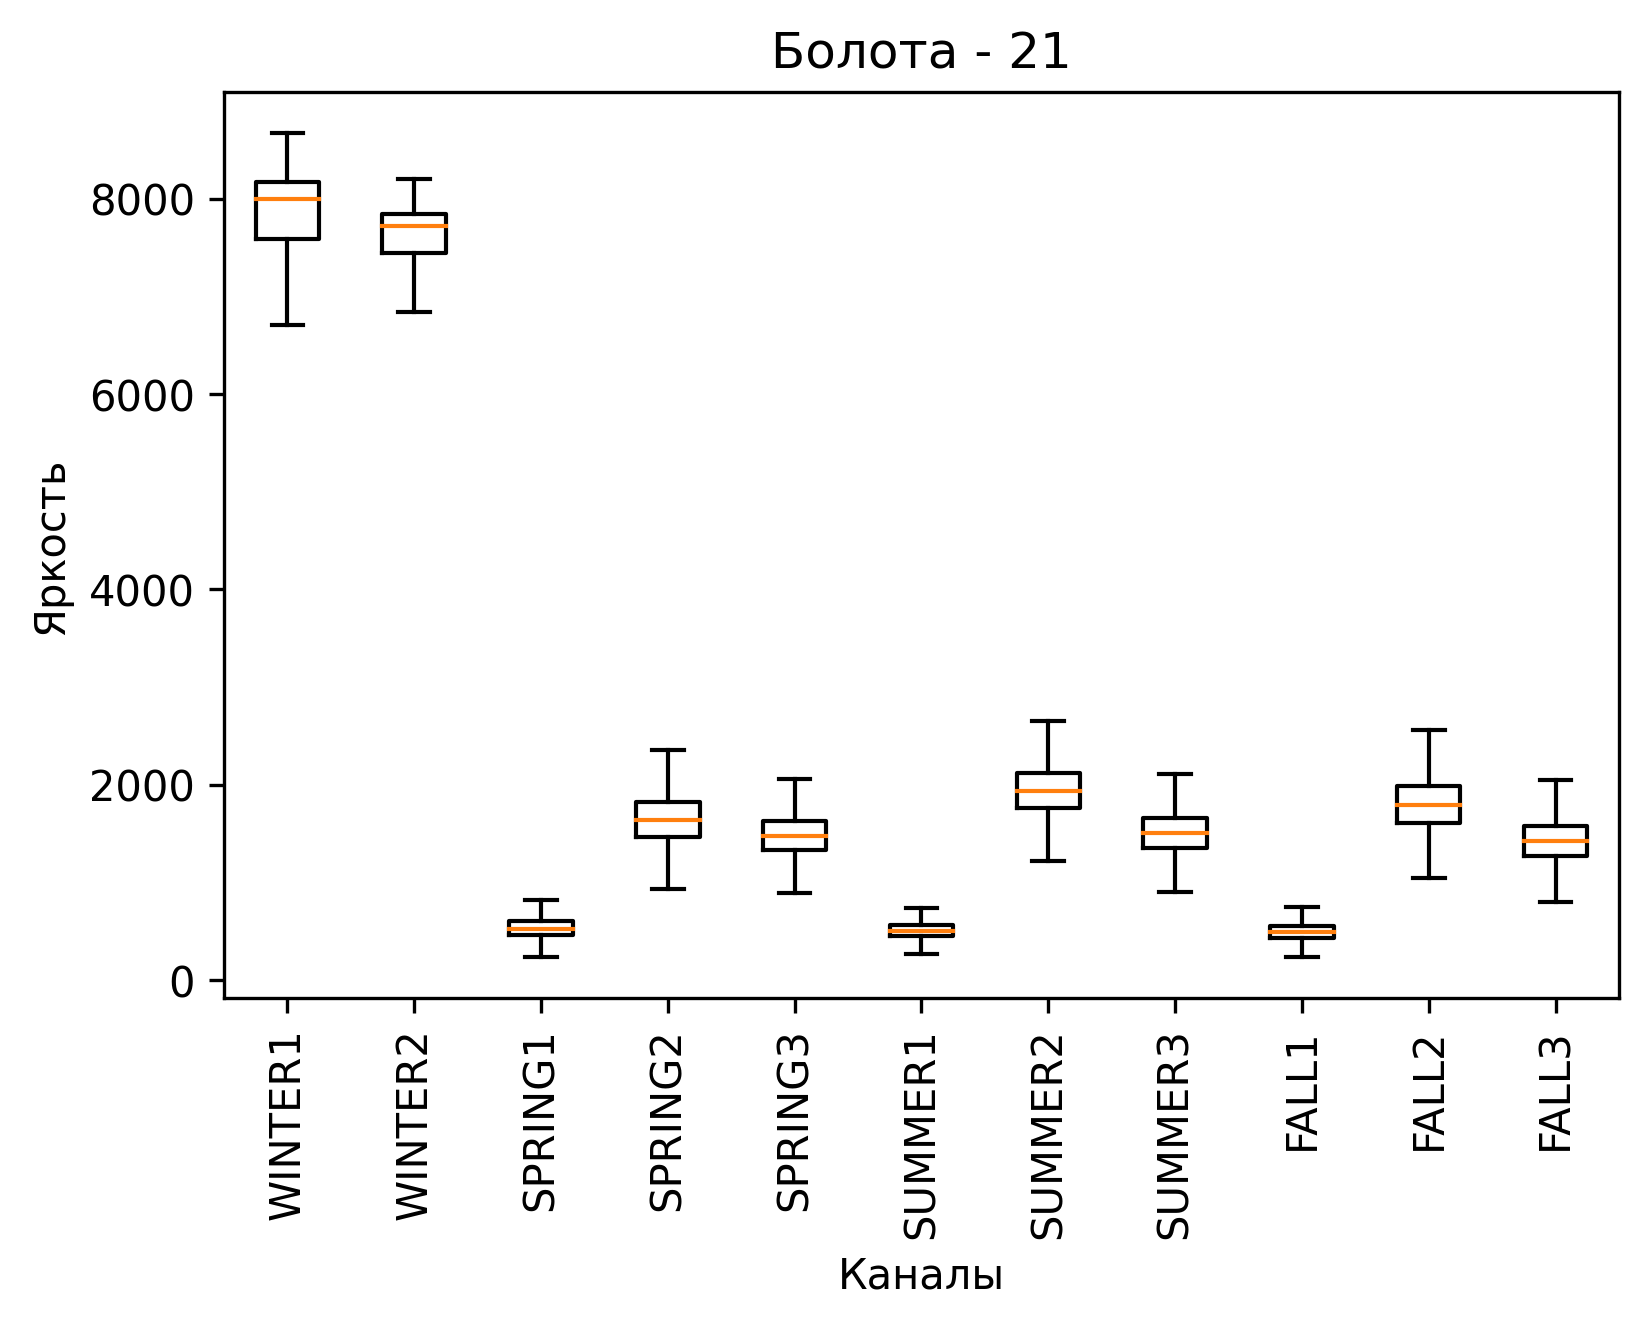 Болота - 21
Яркость
8000
6000
4000
2000
0
WINTER1
WINTER2
SPRING1
SPRING2
SPRING3
SUMMER1
SUMMER2
SUMMER3
FALL1
FALL2
FALL3
Каналы